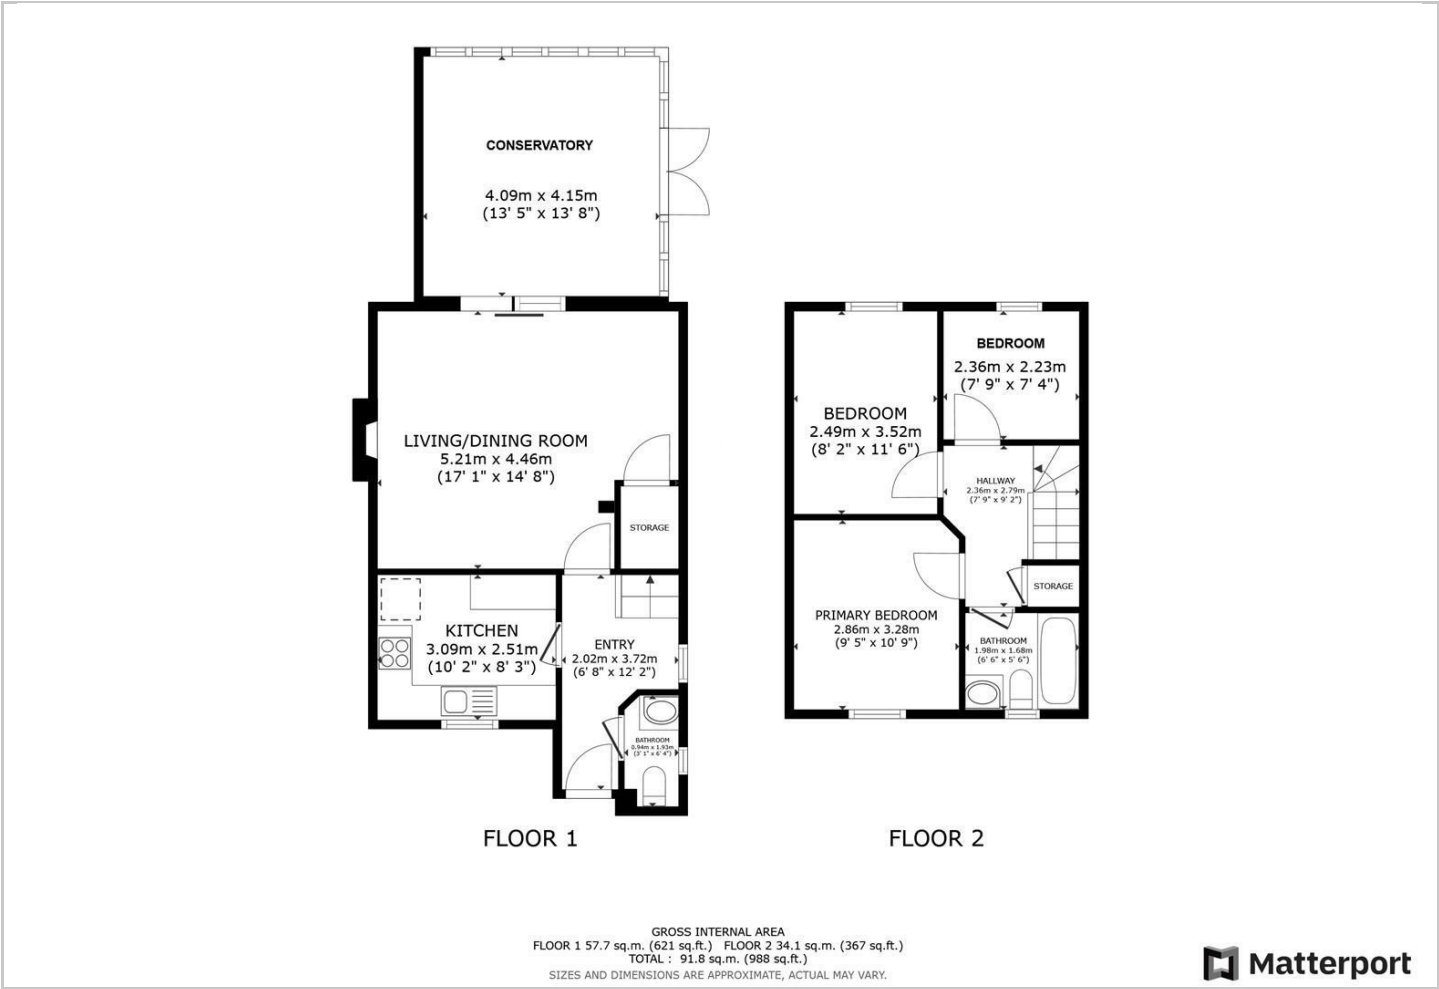 CONSERVATORY
4.09m x 4.15m
(13' 5" x 13' 8")
LIVING/DINING ROOM
5.21m x 4.46m
(17' 1" x 14' 8")
STORAGE
KITCHEN
3.09m x 2.51m
(10' 2" x 8' 3")
ENTRY
2.02m x 3.72m
(6' 8" x 12' 2")
BATHROOM
0.94m x 1.93m
(3' 1" x 6' 4")
FLOOR 1
BEDROOM
2.36m x 2.23m
(7' 9" x 7' 4")
BEDROOM
2.49m x 3.52m
(8' 2" x 11' 6")
HALLWAY
2.36m x 2.79m
(7' 9" x 9' 2")
STORAGE
PRIMARY BEDROOM
2.86m x 3.28m
(9' 5" x 10' 9")
BATHROOM
1.98m x 1.68m
(6' 6" x 5' 6")
FLOOR 2
GROSS INTERNAL AREA
FLOOR 1 57.7 sq.m. (621 sq.ft.) FLOOR 2 34.1 sq.m. (367 sq.ft.)
TOTAL : 91.8 sq.m. (988 sq.ft.)
SIZES AND DIMENSIONS ARE APPROXIMATE, ACTUAL MAY VARY.
Matterport